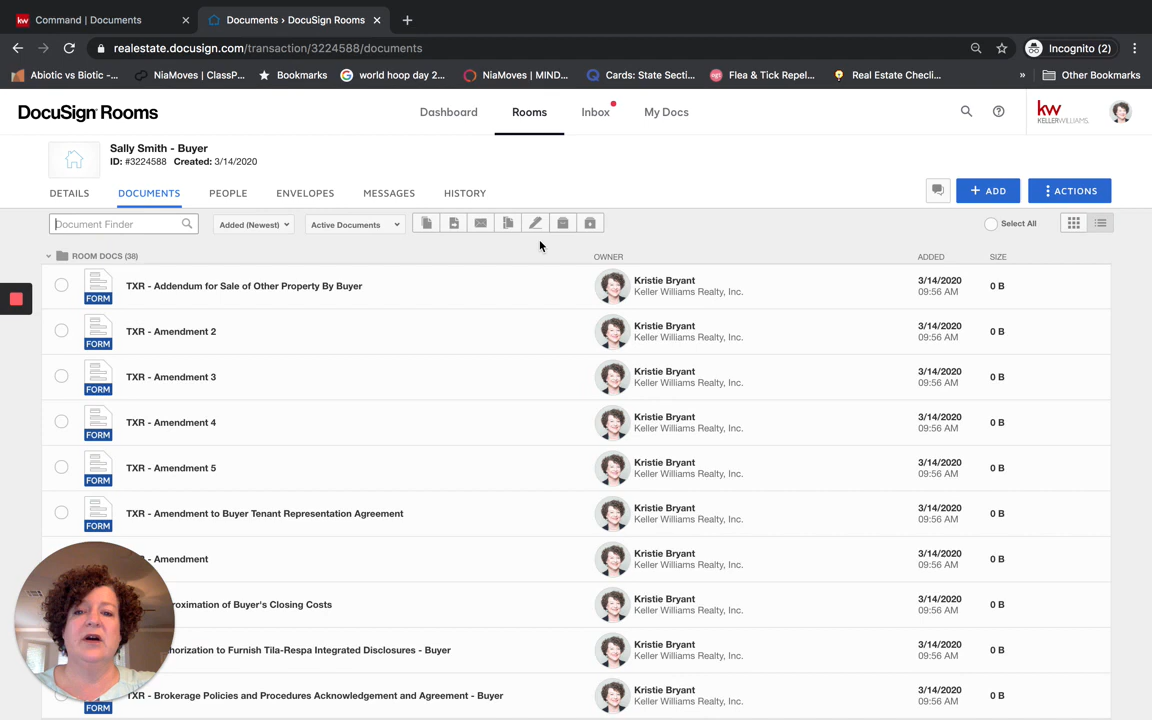 Command | Documents
Documents › DocuSign Rooms
realestate.docusign.com/transaction/3224588/documents
Incognito (2)
Abiotic vs Biotic -...
NiaMoves | ClassP...
Bookmarks
world hoop day 2...
NiaMoves | MIND...
Cards: State Secti...
Flea & Tick Repel...
Real Estate Checli...
»
Other Bookmarks
DocuSign Rooms
Dashboard
Rooms
Inbox
My Docs
kw
KELLERWILLIAMS.
Sally Smith - Buyer
ID: #3224588 Created: 3/14/2020
DETAILS
DOCUMENTS
PEOPLE
ENVELOPES
MESSAGES
HISTORY
+ ADD
ACTIONS
Document Finder
Added (Newest)
Active Documents
Select All
ROOM DOCS (38)
OWNER
ADDED
SIZE
FORM
TXR - Addendum for Sale of Other Property By Buyer
Kristie Bryant
Keller Williams Realty, Inc.
3/14/2020
09:56 AM
0 B
FORM
TXR - Amendment 2
Kristie Bryant
Keller Williams Realty, Inc.
3/14/2020
09:56 AM
0 B
FORM
TXR - Amendment 3
Kristie Bryant
Keller Williams Realty, Inc.
3/14/2020
09:56 AM
0 B
FORM
TXR - Amendment 4
Kristie Bryant
Keller Williams Realty, Inc.
3/14/2020
09:56 AM
0 B
FORM
TXR - Amendment 5
Kristie Bryant
Keller Williams Realty, Inc.
3/14/2020
09:56 AM
0 B
FORM
TXR - Amendment to Buyer Tenant Representation Agreement
Kristie Bryant
Keller Williams Realty, Inc.
3/14/2020
09:56 AM
0 B
- Amendment
Kristie Bryant
Keller Williams Realty, Inc.
3/14/2020
09:56 AM
0 B
roximation of Buyer's Closing Costs
Kristie Bryant
Keller Williams Realty, Inc.
3/14/2020
09:56 AM
0 B
horization to Furnish Tila-Respa Integrated Disclosures - Buyer
Kristie Bryant
Keller Williams Realty, Inc.
3/14/2020
09:56 AM
0 B
FORM
TXR - Brokerage Policies and Procedures Acknowledgement and Agreement - Buyer
Kristie Bryant
Keller Williams Realty, Inc.
3/14/2020
09:56 AM
0 B